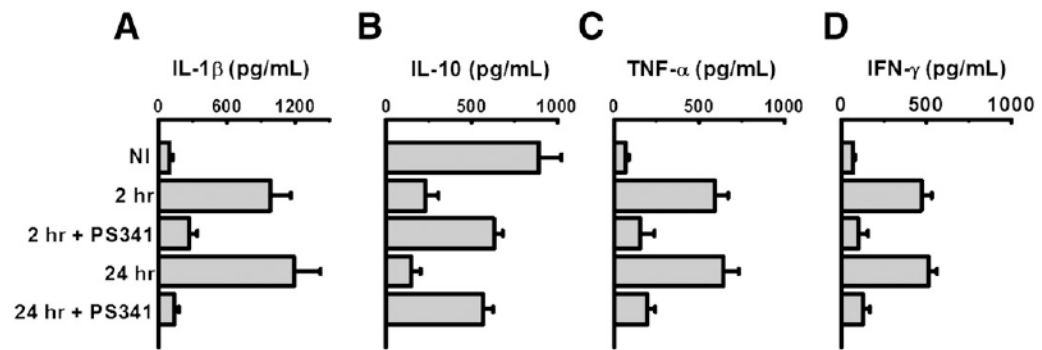 A B C D
IL-1β (pg/mL) IL-10 (pg/mL) TNF-α (pg/mL) IFN-γ (pg/mL)
0 600 1200 0 500 1000 0 500 1000 0 500 1000
NI
2 hr
2 hr + PS341
24 hr
24 hr + PS341